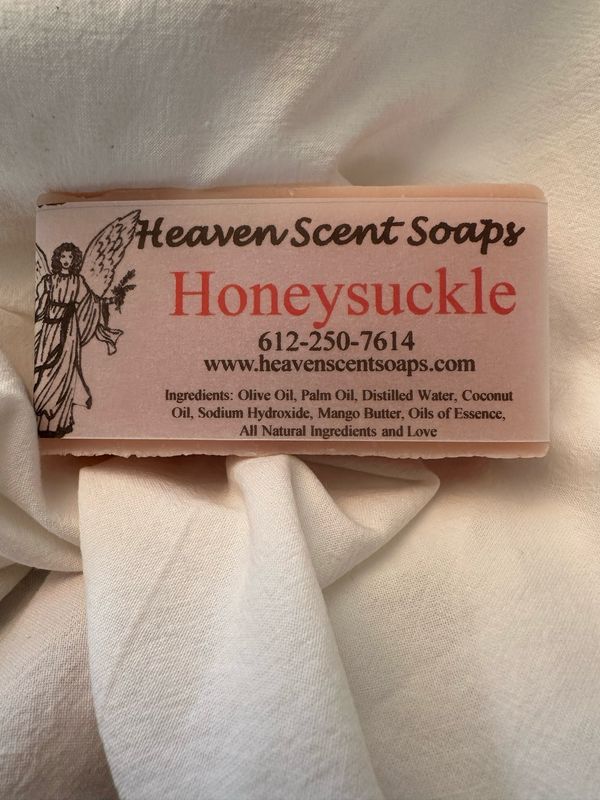 Heaven Scent Soaps
Honeysuckle
612-250-7614
www.heavenscentsoaps.com
Ingredients: Olive Oil, Palm Oil, Distilled Water, Coconut
Oil, Sodium Hydroxide, Mango Butter, Oils of Essence,
All Natural Ingredients and Love